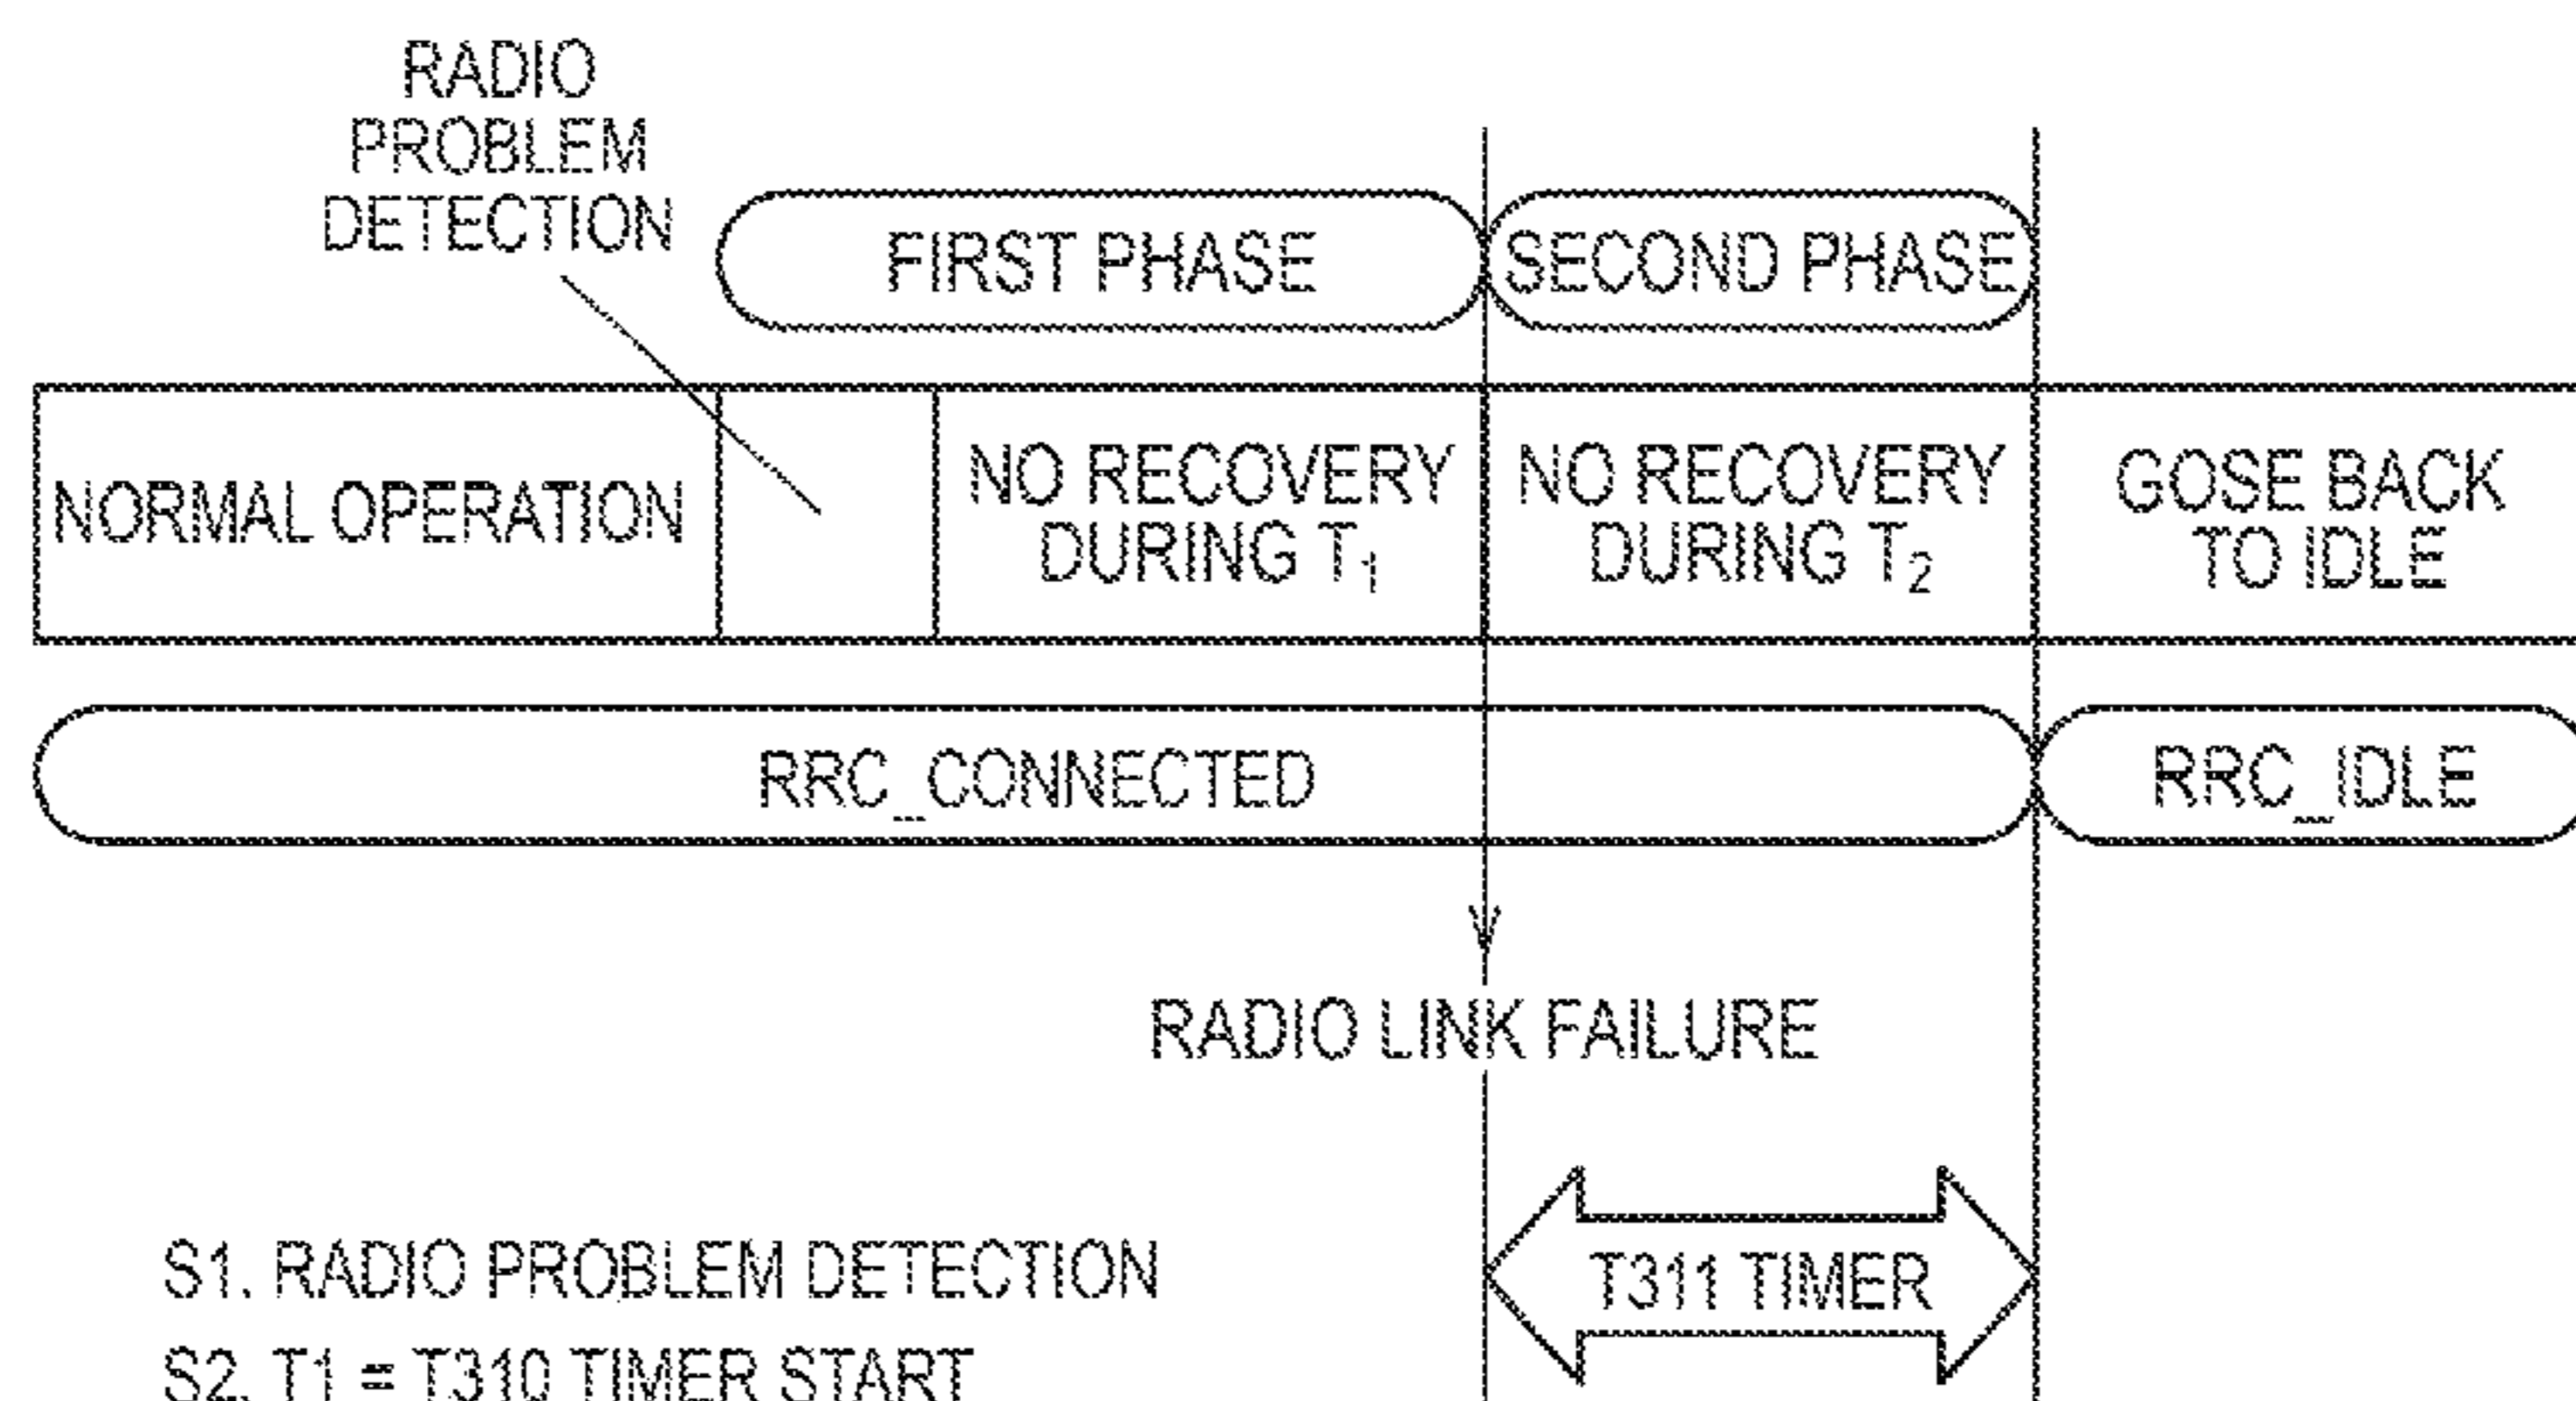 RADIO
PROBLEM
DETECTION
FIRST PHASE
SECOND PHASE
NORMAL OPERATION
NO RECOVERY
DURING T1
NO RECOVERY
DURING T2
GOSE BACK
TO IDLE
RRC_CONNECTED
RRC_IDLE
RADIO LINK FAILURE
T311 TIMER
S1. RADIO PROBLEM DETECTION
S2. T1 = T310 TIMER START